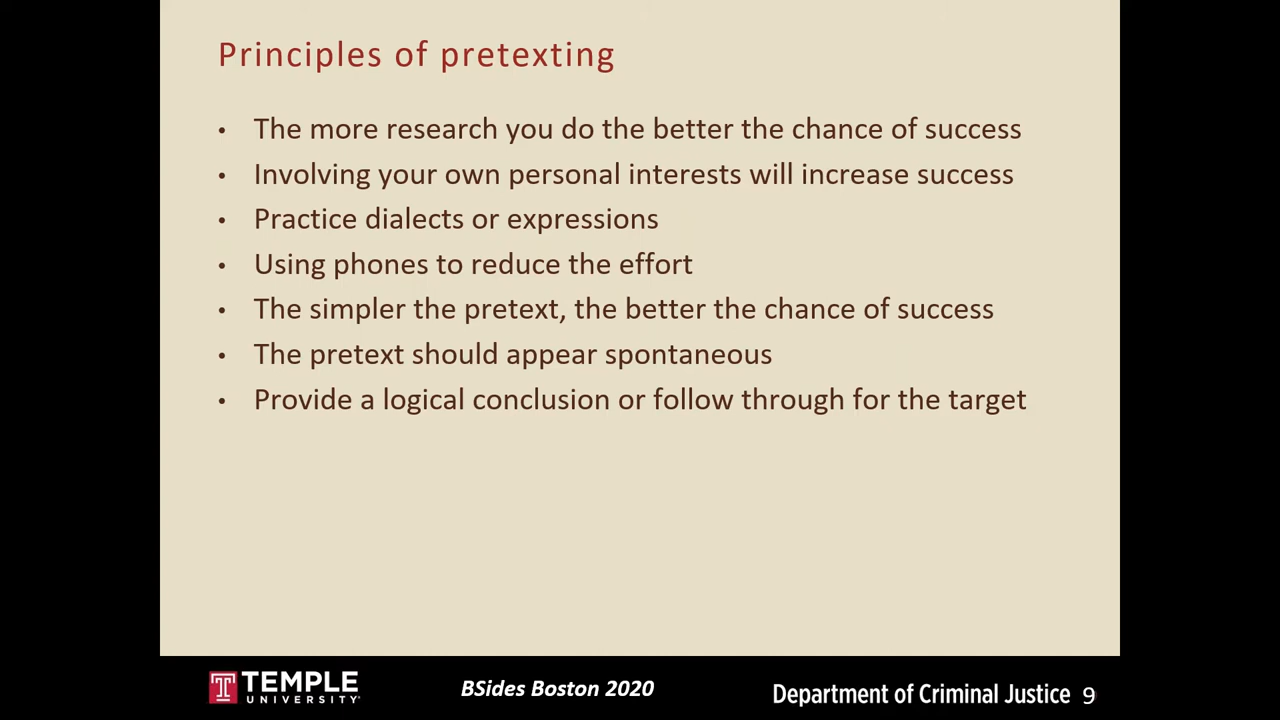 Principles of pretexting
• The more research you do the better the chance of success
• Involving your own personal interests will increase success
• Practice dialects or expressions
• Using phones to reduce the effort
• The simpler the pretext, the better the chance of success
• The pretext should appear spontaneous
• Provide a logical conclusion or follow through for the target
TEMPLE
UNIVERSITY
BSides Boston 2020
Department of Criminal Justice 9